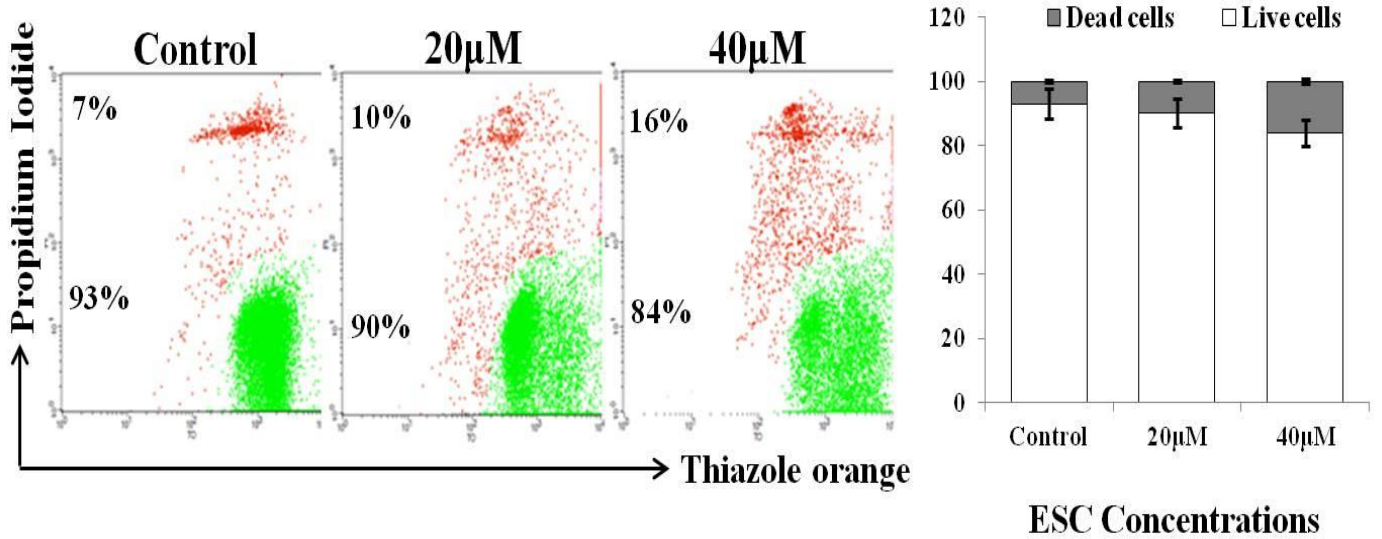 Control
20μM
40μM
Propidium Iodide
7%
93%
10%
90%
16%
84%
Thiazole orange
Dead cells
Live cells
120
100
80
60
40
20
0
Control
20μM
40μM
ESC Concentrations